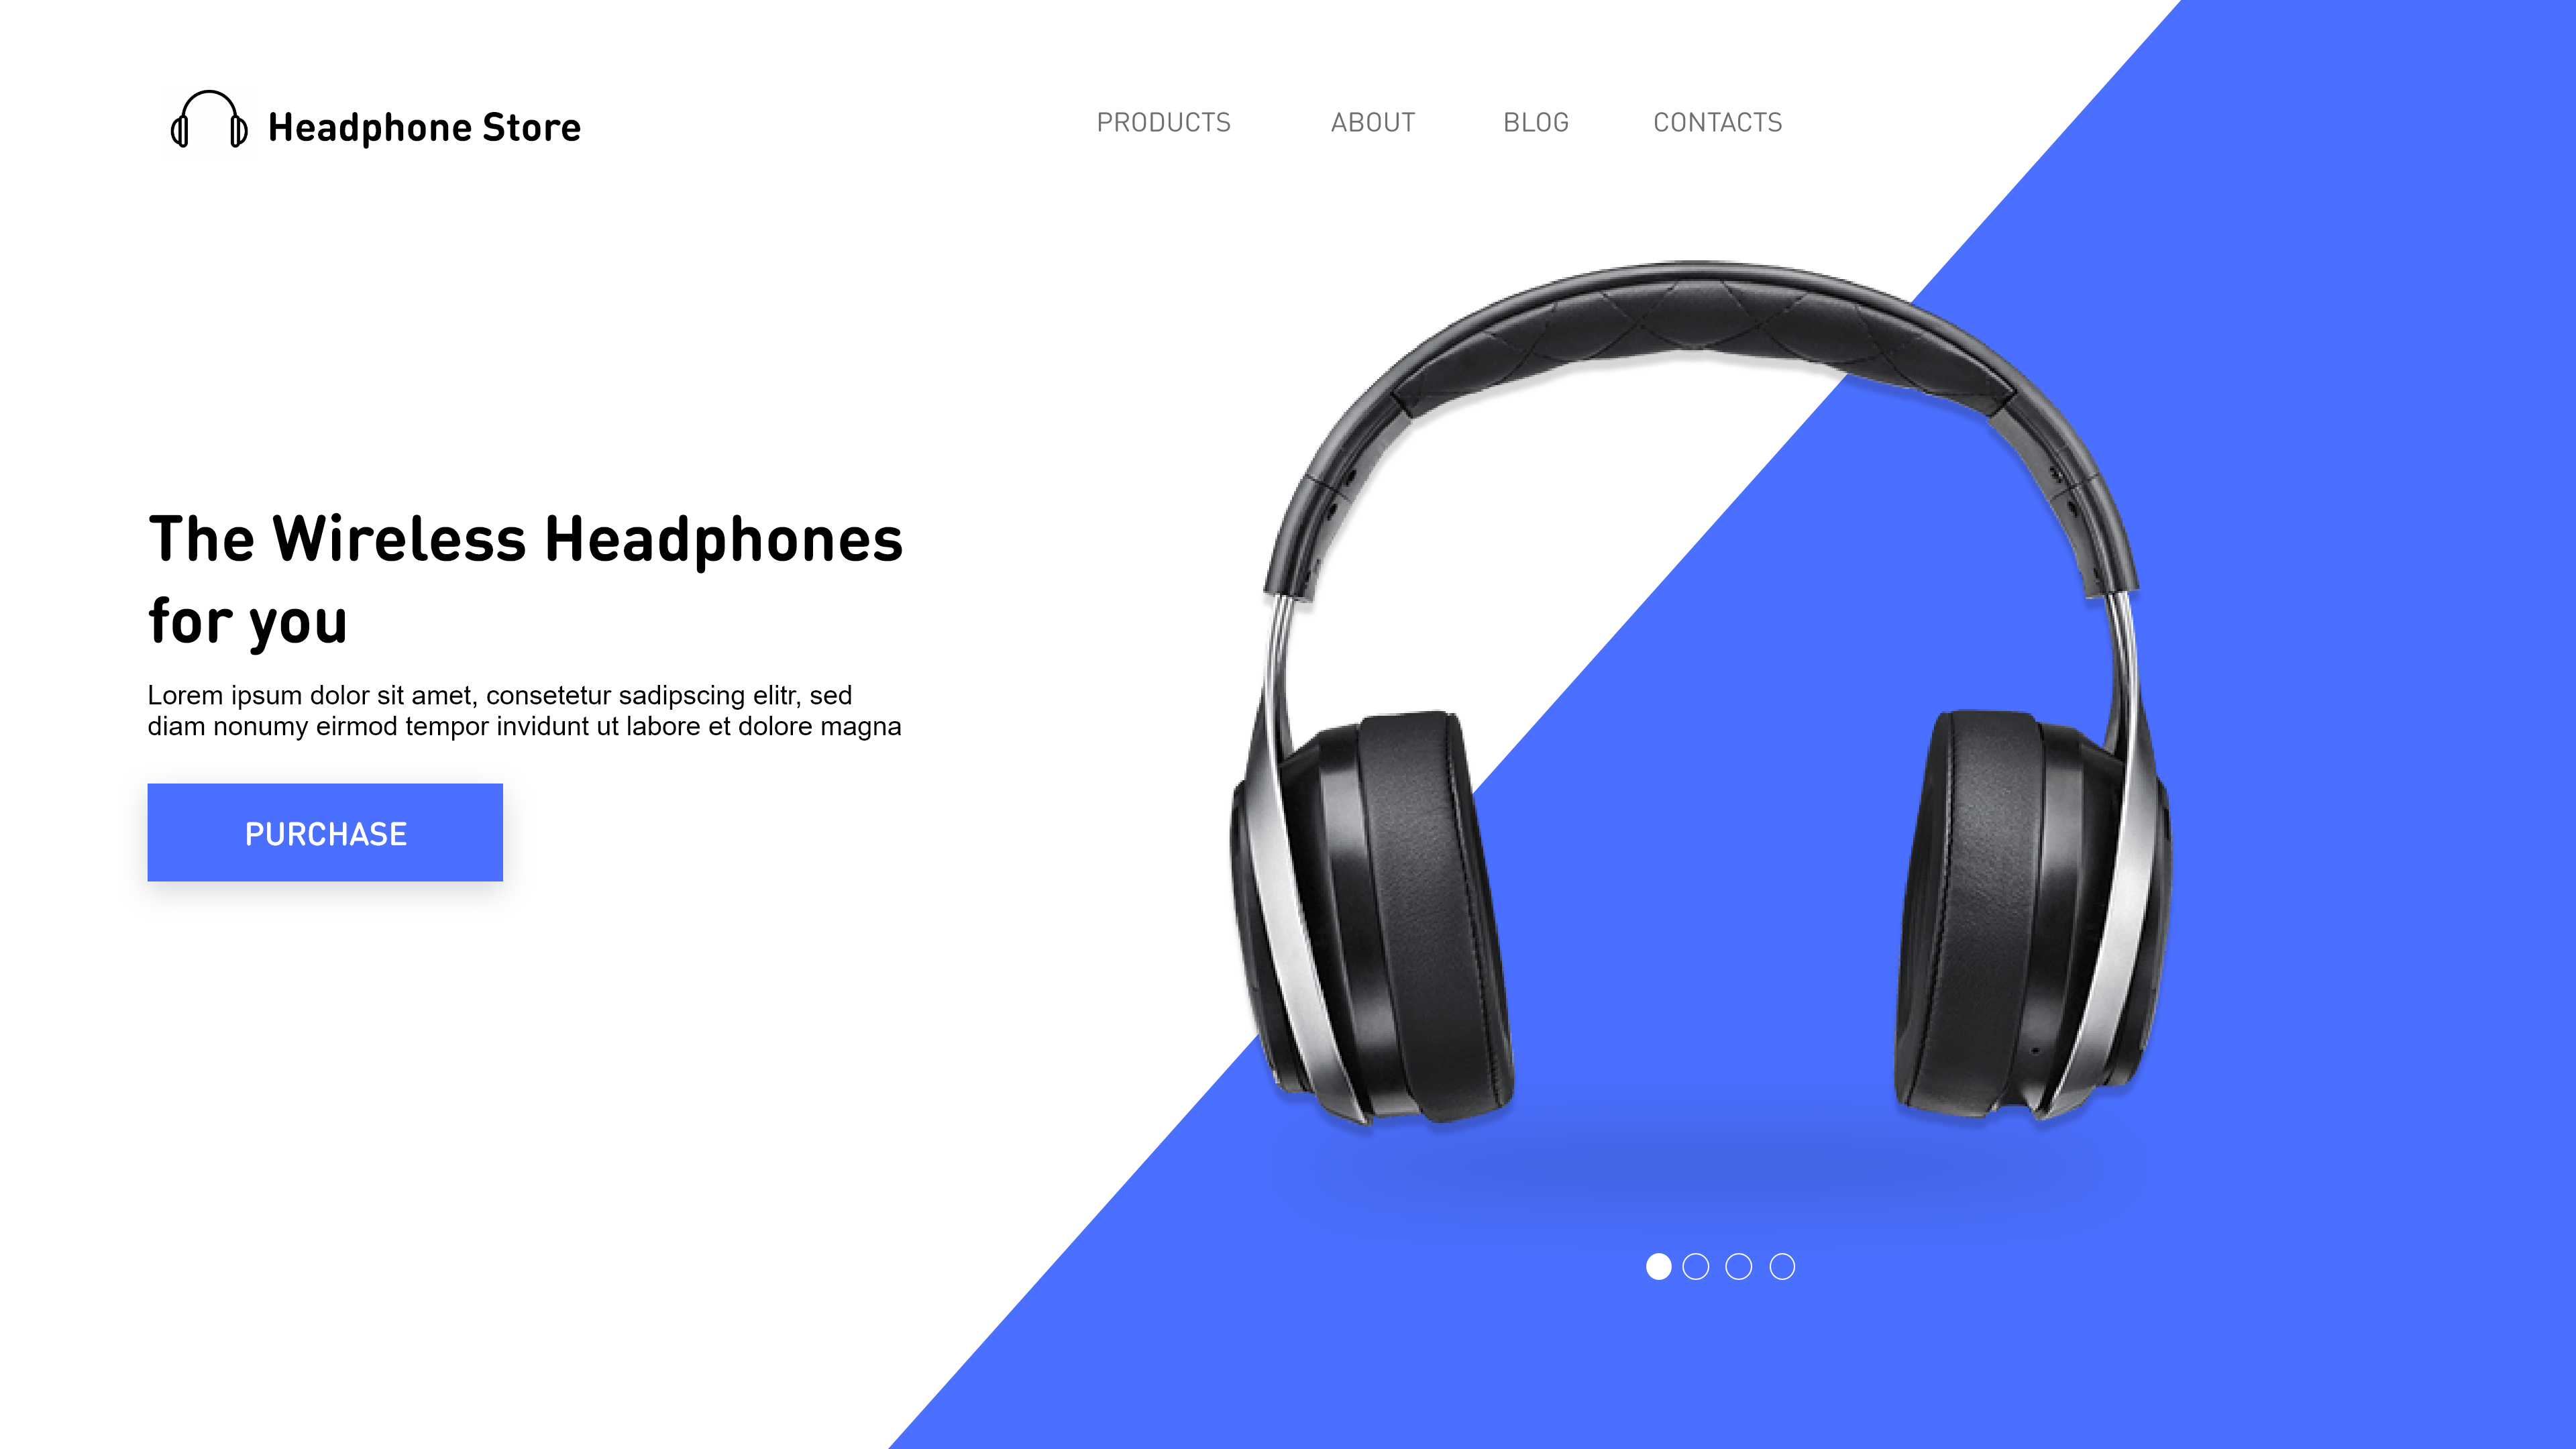 Headphone Store
PRODUCTS ABOUT BLOG CONTACTS
The Wireless Headphones
for you
Lorem ipsum dolor sit amet, consetetur sadipscing elitr, sed
diam nonumy eirmod tempor invidunt ut labore et dolore magna
PURCHASE